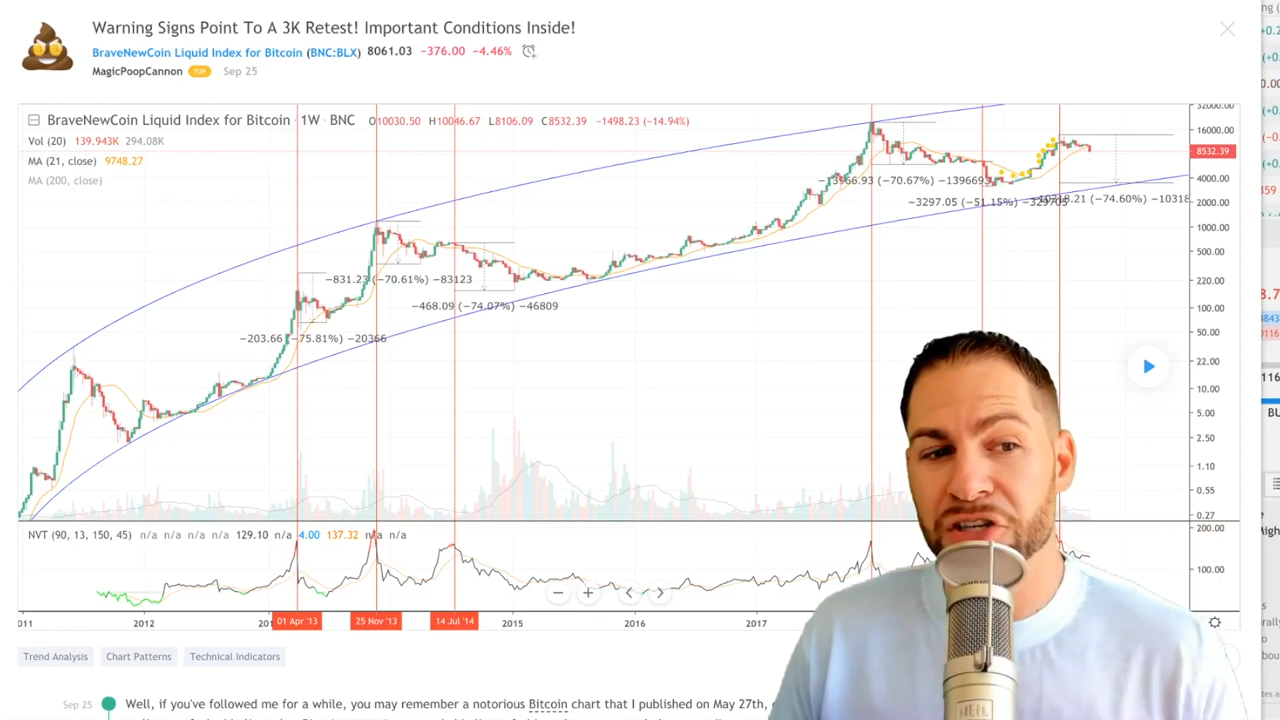 Warning Signs Point To A 3K Retest! Important Conditions Inside!
BraveNewCoin Liquid Index for Bitcoin (BNC:BLX) 8061.03 −376.00 −4.46%
MagicPoopCannon TOP Sep 25
BraveNewCoin Liquid Index for Bitcoin · 1W · BNC O10030.50 H10046.67 L8106.09 C8532.39 −1498.23 (−14.94%)
Vol (20) 139.943K 294.08K
MA (21, close) 9748.27
MA (200, close)
32000.00
16000.00
8532.39
4000.00
2000.00
1000.00
500.00
220.00
100.00
50.00
22.00
10.00
5.00
2.50
1.10
0.55
0.27
−13966.93 (−70.67%) −1396693
−3297.05 (−51.15%) −329705
−10318.21 (−74.60%) −10318
−831.23 (−70.61%) −83123
−468.09 (−74.07%) −46809
−203.66 (−75.81%) −20366
NVT (90, 13, 150, 45) n/a n/a n/a n/a 129.10 n/a 4.00 137.32 n/a n/a
200.00
100.00
2011 2012 01 Apr '13 25 Nov '13 14 Jul '14 2015 2016 2017
Trend Analysis Chart Patterns Technical Indicators
Sep 25 Well, if you've followed me for a while, you may remember a notorious Bitcoin chart that I published on May 27th,